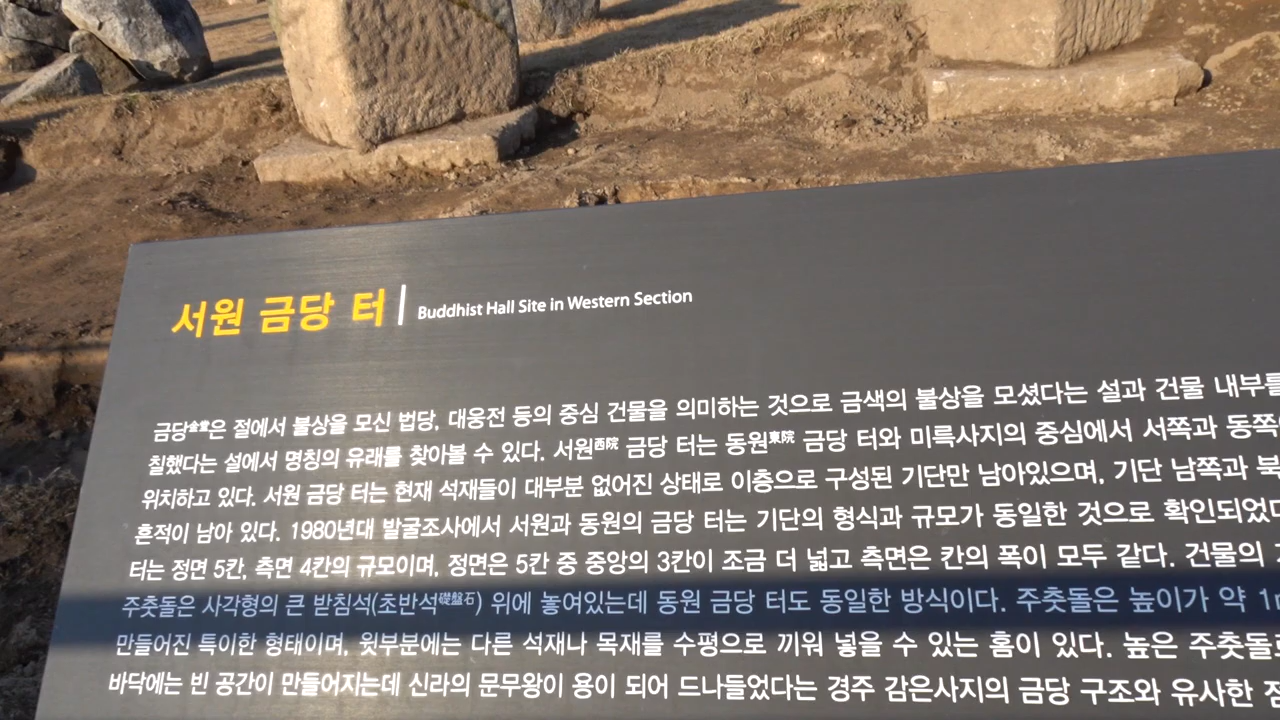 서원 금당 터 | Buddhist Hall Site in Western Section
금당金堂은 절에서 불상을 모신 법당, 대웅전 등의 중심 건물을 의미하는 것으로 금색의 불상을 모셨다는 설과 건물 내부를
칠했다는 설에서 명칭의 유래를 찾아볼 수 있다. 서원西院 금당 터는 동원東院 금당 터와 미륵사지의 중심에서 서쪽과 동쪽
위치하고 있다. 서원 금당 터는 현재 석재들이 대부분 없어진 상태로 이층으로 구성된 기단만 남아있으며, 기단 남쪽과 북
흔적이 남아 있다. 1980년대 발굴조사에서 서원과 동원의 금당 터는 기단의 형식과 규모가 동일한 것으로 확인되었다
터는 정면 5칸, 측면 4칸의 규모이며, 정면은 5칸 중 중앙의 3칸이 조금 더 넓고 측면은 칸의 폭이 모두 같다. 건물의
주춧돌은 사각형의 큰 받침석(초반석礎盤石) 위에 놓여있는데 동원 금당 터도 동일한 방식이다. 주춧돌은 높이가 약 1m
만들어진 특이한 형태이며, 윗부분에는 다른 석재나 목재를 수평으로 끼워 넣을 수 있는 홈이 있다. 높은 주춧돌
바닥에는 빈 공간이 만들어지는데 신라의 문무왕이 용이 되어 드나들었다는 경주 감은사지의 금당 구조와 유사한